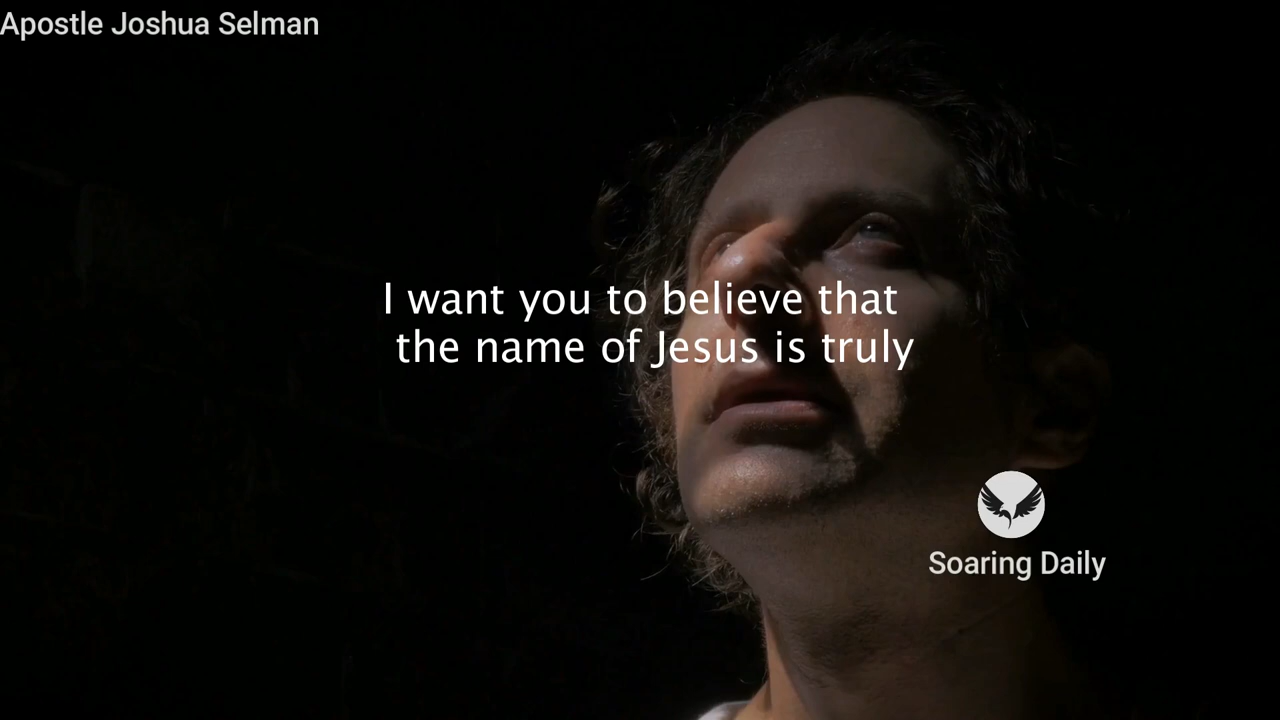 Apostle Joshua Selman
I want you to believe that
the name of Jesus is truly
Soaring Daily